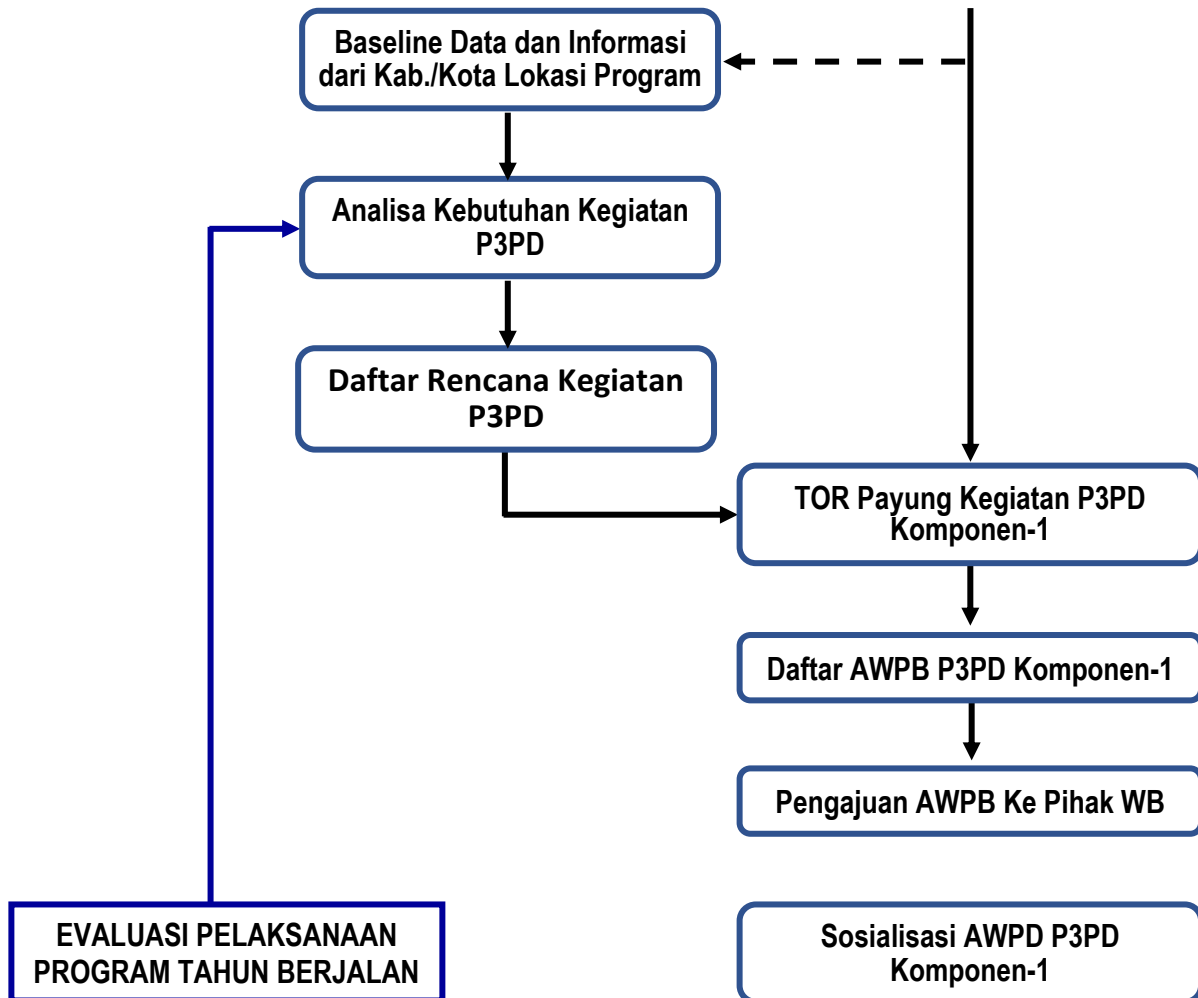 Baseline Data dan Informasi
dari Kab./Kota Lokasi Program
Analisa Kebutuhan Kegiatan
P3PD
Daftar Rencana Kegiatan
P3PD
TOR Payung Kegiatan P3PD
Komponen-1
Daftar AWPB P3PD Komponen-1
Pengajuan AWPB Ke Pihak WB
EVALUASI PELAKSANAAN
PROGRAM TAHUN BERJALAN
Sosialisasi AWPD P3PD
Komponen-1